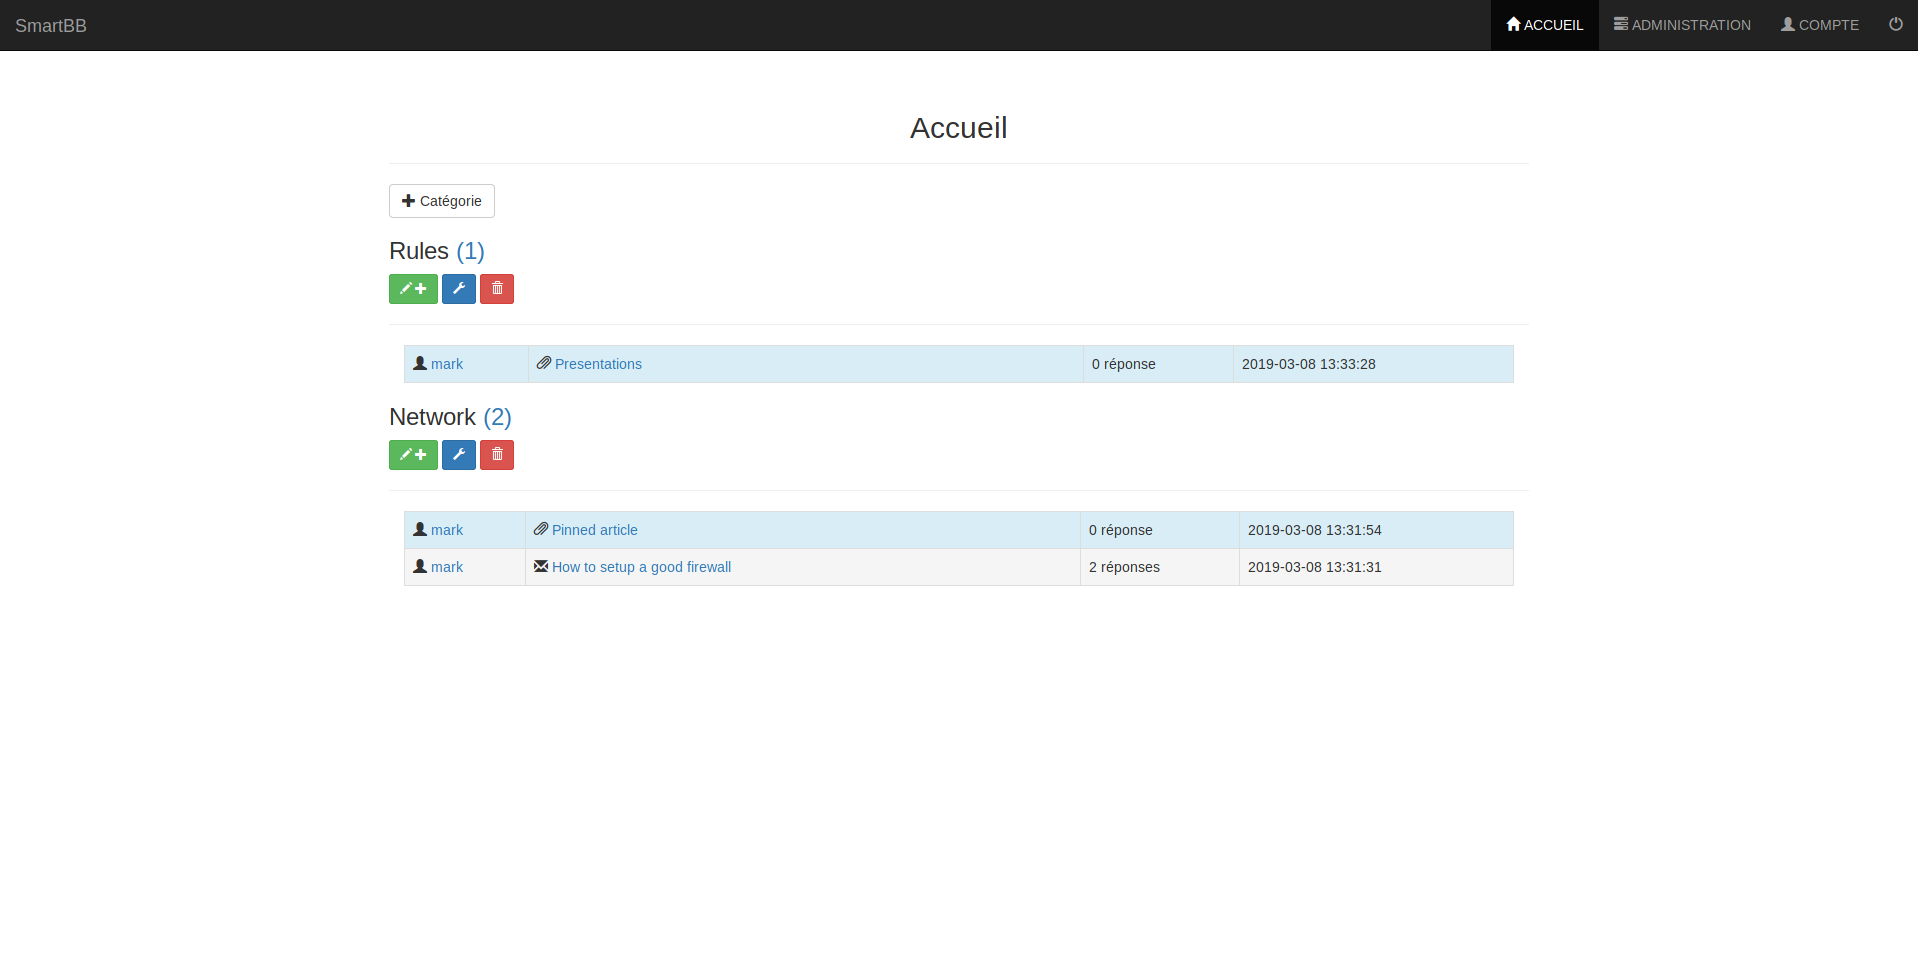 SmartBB ACCUEIL ADMINISTRATION COMPTE
Accueil
Catégorie
Rules (1)
mark Presentations 0 réponse 2019-03-08 13:33:28
Network (2)
mark Pinned article 0 réponse 2019-03-08 13:31:54
mark How to setup a good firewall 2 réponses 2019-03-08 13:31:31